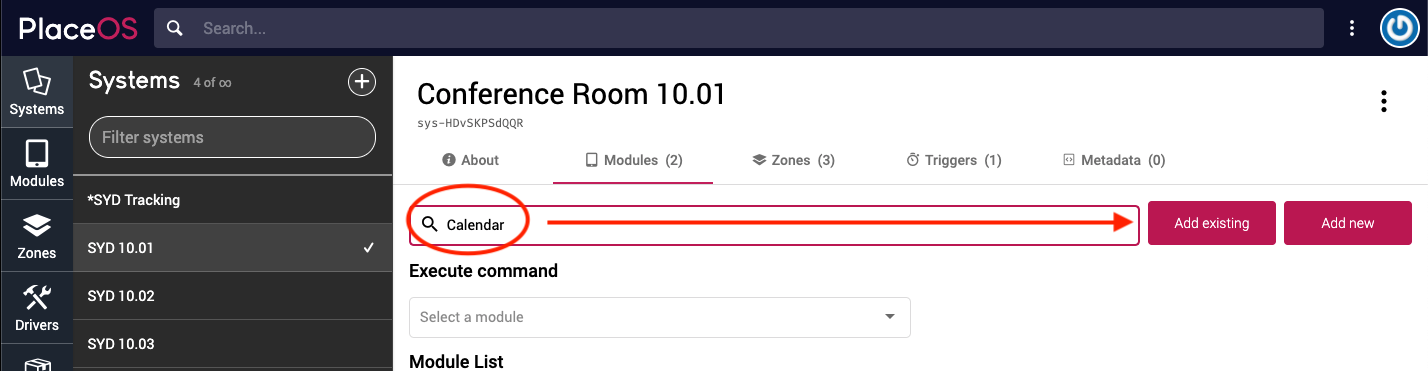 PlaceOS
Search...
Systems
Modules
Zones
Drivers
Systems 4 of ∞
Filter systems
*SYD Tracking
SYD 10.01
SYD 10.02
SYD 10.03
Conference Room 10.01
sys-HDvSKPSdQQR
About
Modules (2)
Zones (3)
Triggers (1)
Metadata (0)
Calendar
Add existing
Add new
Execute command
Select a module
Module List